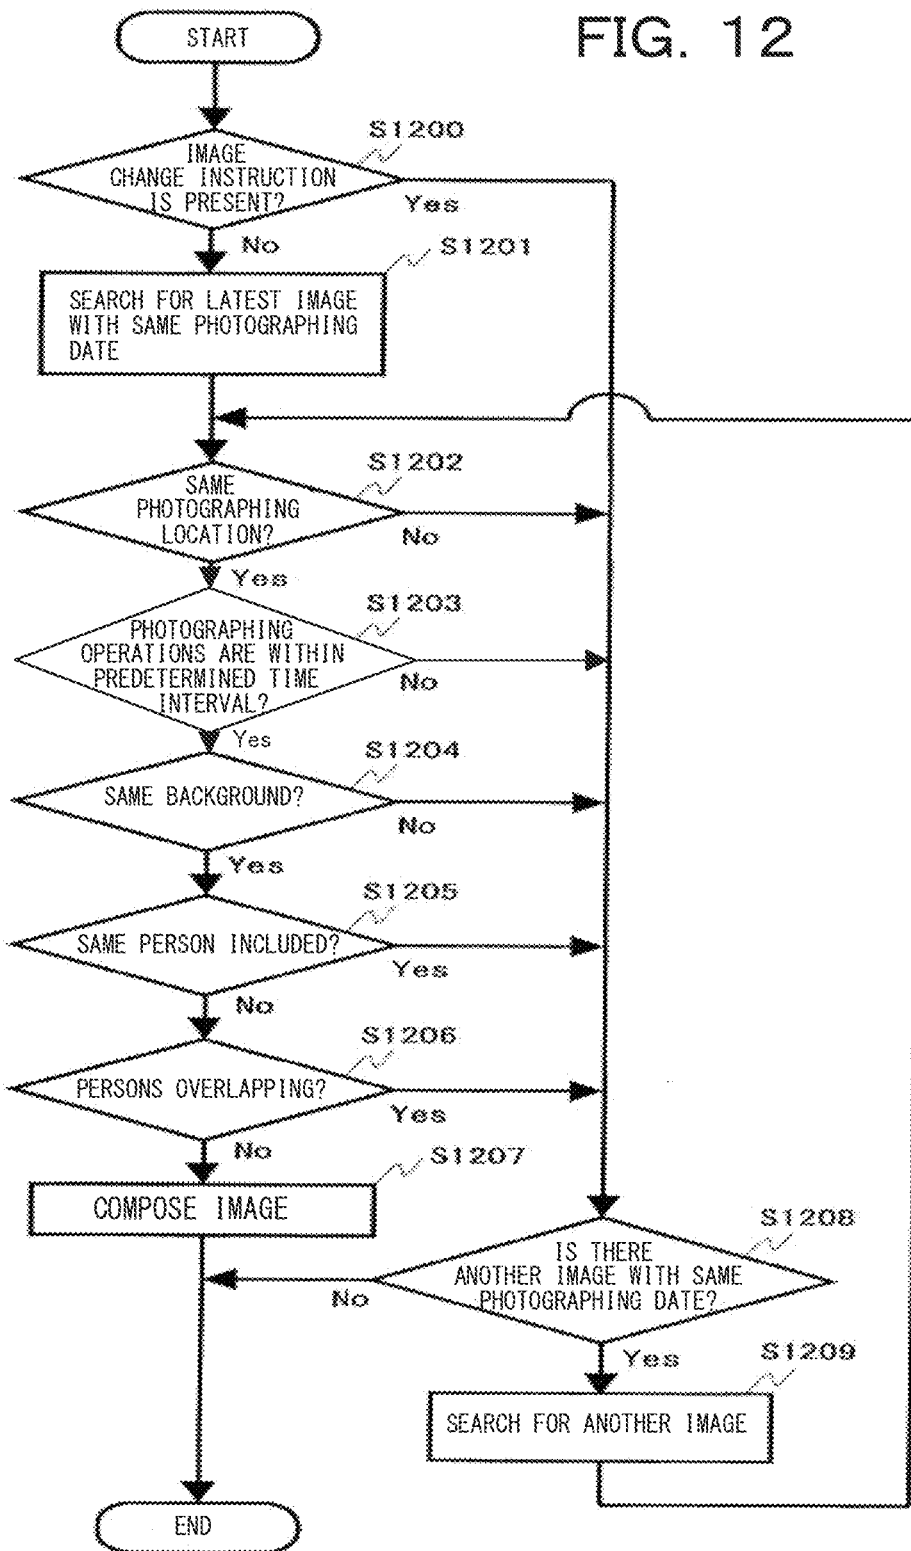 FIG. 12
START
S1200
IMAGE
CHANGE INSTRUCTION
IS PRESENT?
Yes
No
S1201
SEARCH FOR LATEST IMAGE
WITH SAME PHOTOGRAPHING
DATE
S1202
SAME
PHOTOGRAPHING
LOCATION?
No
Yes
S1203
PHOTOGRAPHING
OPERATIONS ARE WITHIN
PREDETERMINED TIME
INTERVAL?
No
Yes
S1204
SAME BACKGROUND?
No
Yes
S1205
SAME PERSON INCLUDED?
Yes
No
S1206
PERSONS OVERLAPPING?
Yes
No
S1207
COMPOSE IMAGE
S1208
IS THERE
ANOTHER IMAGE WITH SAME
PHOTOGRAPHING DATE?
No
Yes
S1209
SEARCH FOR ANOTHER IMAGE
END